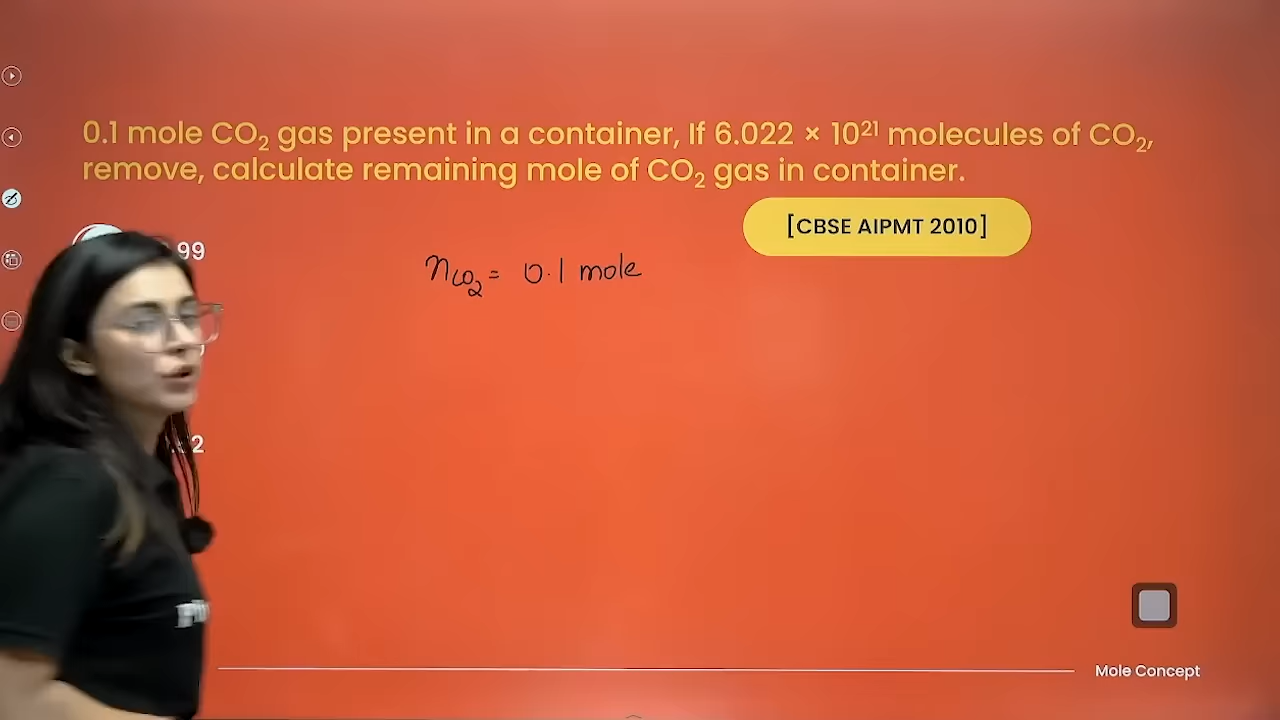 0.1 mole CO₂ gas present in a container, If 6.022 × 10²¹ molecules of CO₂,
remove, calculate remaining mole of CO₂ gas in container.
[CBSE AIPMT 2010]
.99
n_CO₂ = 0.1 mole
2
Mole Concept